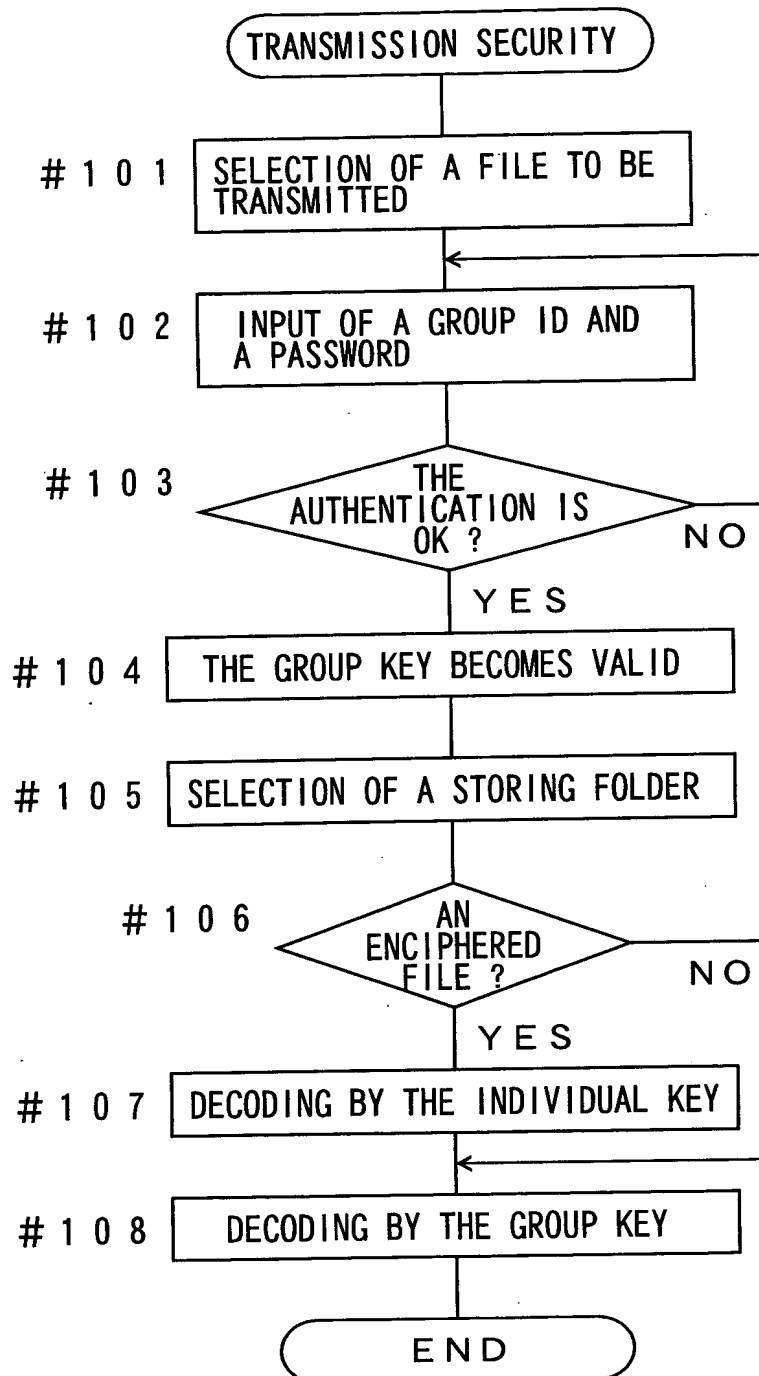 TRANSMISSION SECURITY
#101
SELECTION OF A FILE TO BE
TRANSMITTED
#102
INPUT OF A GROUP ID AND
A PASSWORD
#103
THE
AUTHENTICATION IS
OK ?
NO
YES
#104
THE GROUP KEY BECOMES VALID
#105
SELECTION OF A STORING FOLDER
#106
AN
ENCIPHERED
FILE ?
NO
YES
#107
DECODING BY THE INDIVIDUAL KEY
#108
DECODING BY THE GROUP KEY
END